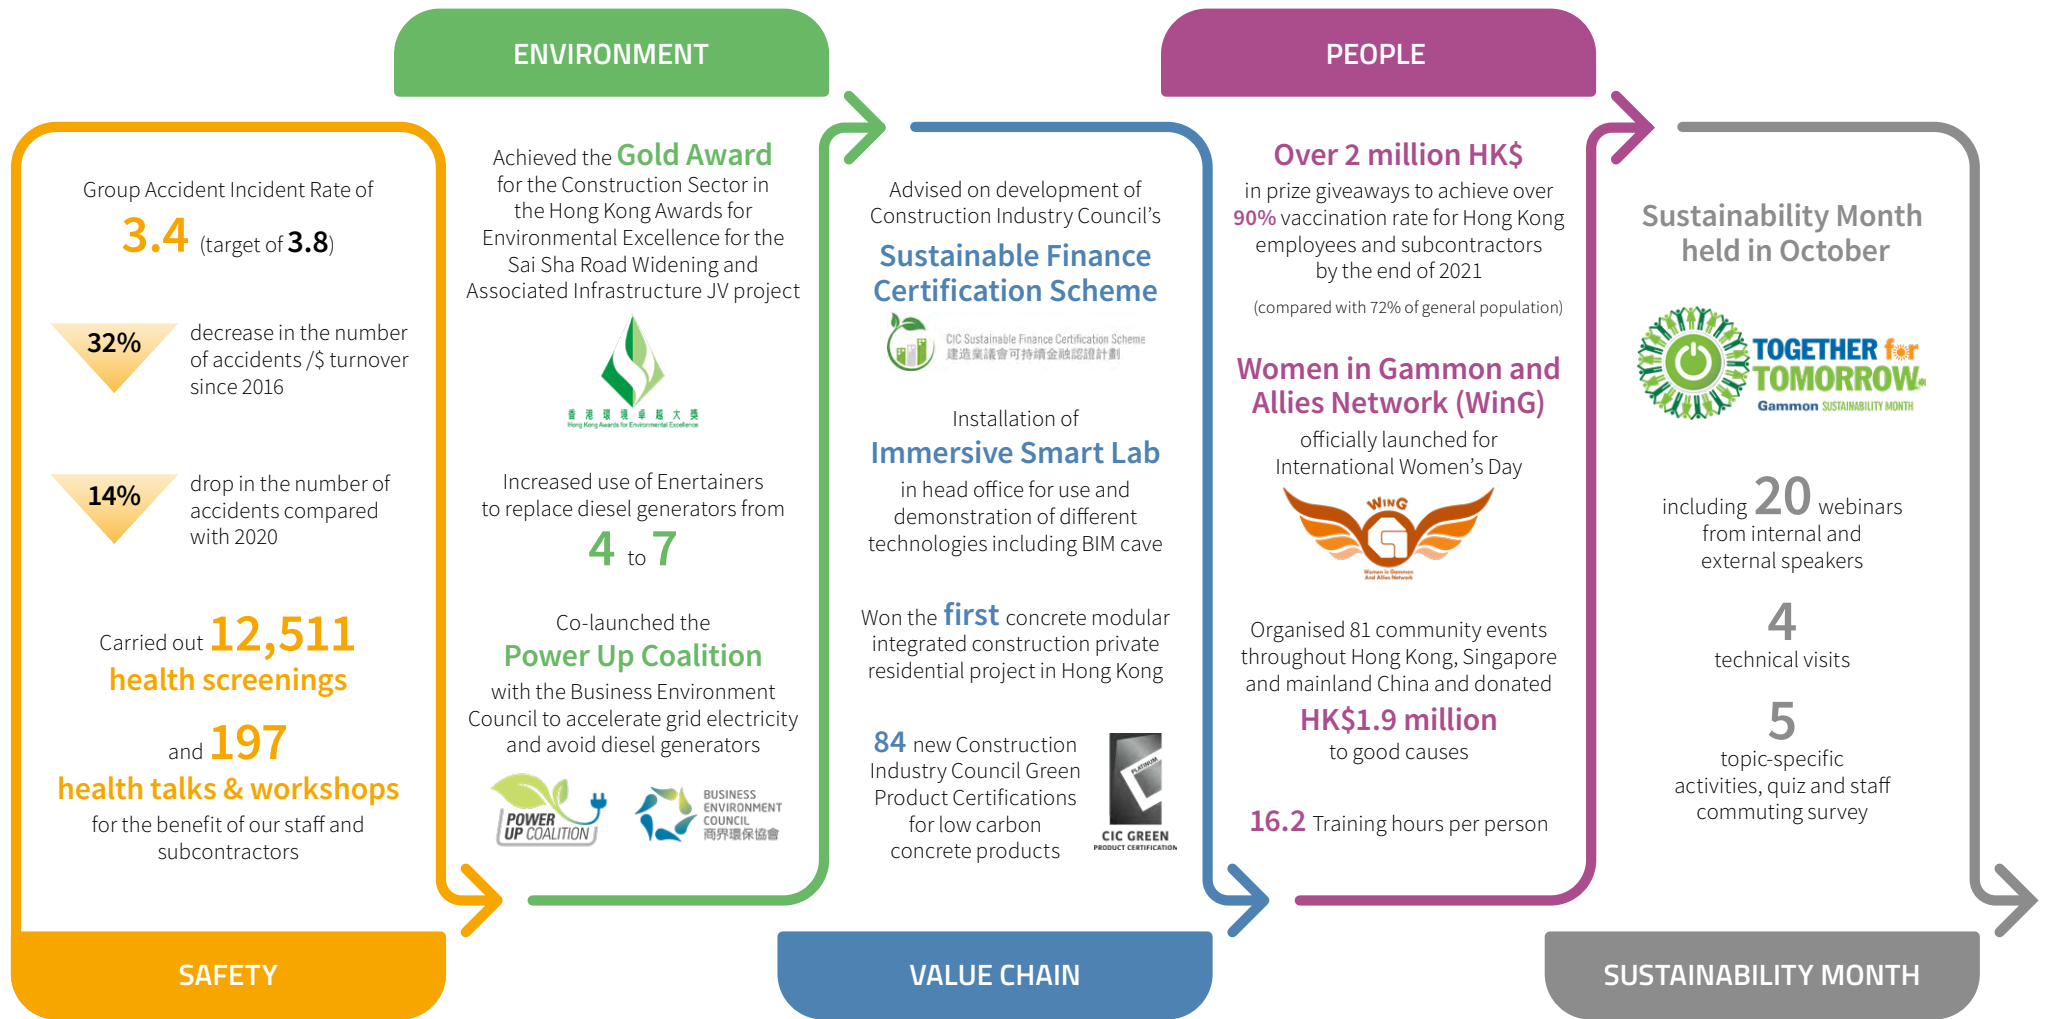 SAFETY
Group Accident Incident Rate of
3.4 (target of 3.8)
32%
decrease in the number
of accidents /$ turnover
since 2016
14%
drop in the number of
accidents compared
with 2020
Carried out 12,511
health screenings
and 197
health talks & workshops
for the benefit of our staff and
subcontractors
ENVIRONMENT
Achieved the Gold Award
for the Construction Sector in
the Hong Kong Awards for
Environmental Excellence for the
Sai Sha Road Widening and
Associated Infrastructure JV project
香港環境卓越大獎
Hong Kong Awards for Environmental Excellence
Increased use of Enertainers
to replace diesel generators from
4 to 7
Co-launched the
Power Up Coalition
with the Business Environment
Council to accelerate grid electricity
and avoid diesel generators
POWER
UP COALITION
BUSINESS
ENVIRONMENT
COUNCIL
商界環保協會
VALUE CHAIN
Advised on development of
Construction Industry Council's
Sustainable Finance
Certification Scheme
CIC Sustainable Finance Certification Scheme
建造業議會可持續金融認證計劃
Installation of
Immersive Smart Lab
in head office for use and
demonstration of different
technologies including BIM cave
Won the first concrete modular
integrated construction private
residential project in Hong Kong
84 new Construction
Industry Council Green
Product Certifications
for low carbon
concrete products
PLATINUM
CIC GREEN
PRODUCT CERTIFICATION
PEOPLE
Over 2 million HK$
in prize giveaways to achieve over
90% vaccination rate for Hong Kong
employees and subcontractors
by the end of 2021
(compared with 72% of general population)
Women in Gammon and
Allies Network (WinG)
officially launched for
International Women's Day
WING
Women in Gammon
And Allies Network
Organised 81 community events
throughout Hong Kong, Singapore
and mainland China and donated
HK$1.9 million
to good causes
16.2 Training hours per person
SUSTAINABILITY MONTH
Sustainability Month
held in October
TOGETHER for
TOMORROW
Gammon SUSTAINABILITY MONTH
including 20 webinars
from internal and
external speakers
4
technical visits
5
topic-specific
activities, quiz and staff
commuting survey